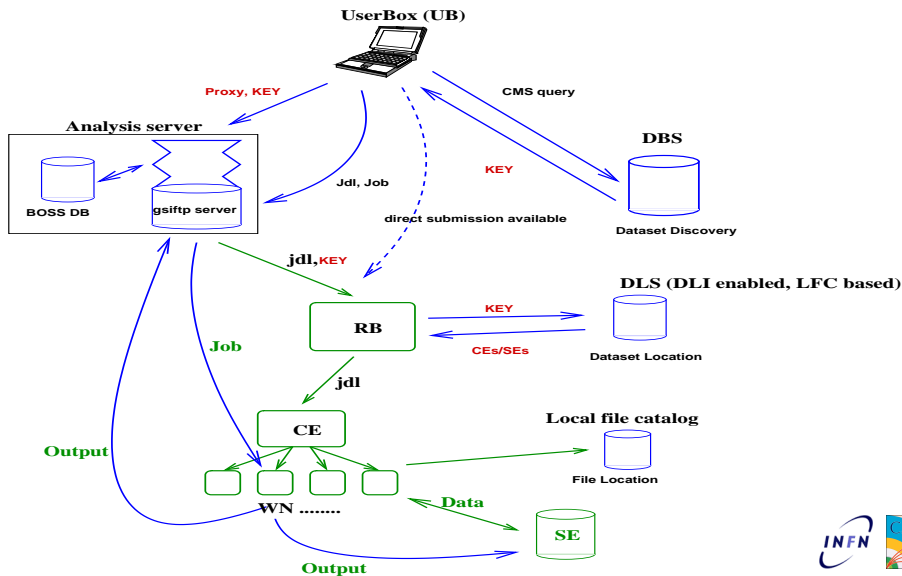 UserBox (UB)
Proxy, KEY
CMS query
Analysis server
DBS
KEY
Jdl, Job
BOSS DB
gsiftp server
direct submission available
Dataset Discovery
jdl,KEY
DLS (DLI enabled, LFC based)
KEY
RB
CEs/SEs
Dataset Location
Job
jdl
CE
Local file catalog
Output
File Location
WN ........
Data
SE
Output
INFN
C